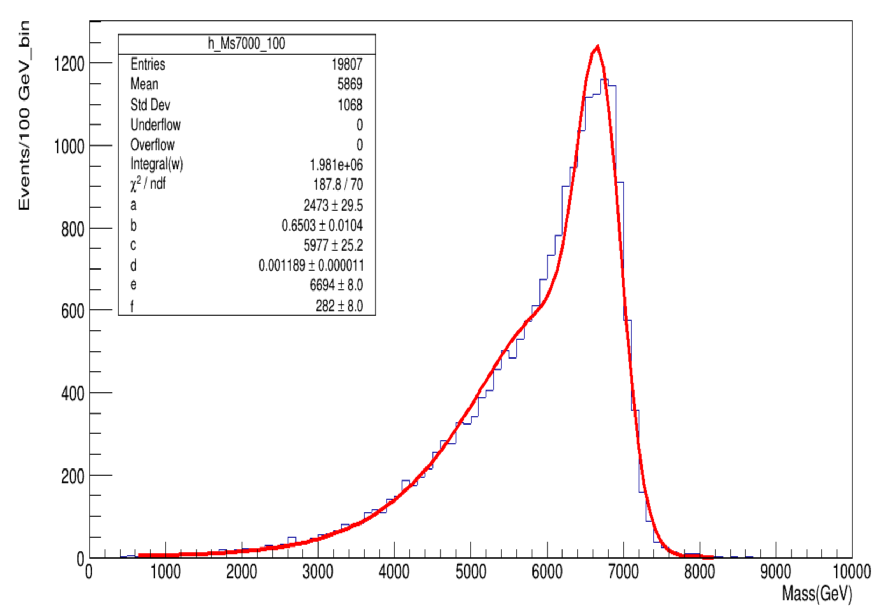 h_Ms7000_100
Entries 19807
Mean 5869
Std Dev 1068
Underflow 0
Overflow 0
Integral(w) 1.981e+06
χ² / ndf 187.8 / 70
a 2473 ± 29.5
b 0.6503 ± 0.0104
c 5977 ± 25.2
d 0.001189 ± 0.000011
e 6694 ± 8.0
f 282 ± 8.0
Events/100 GeV_bin
1200
1000
800
600
400
200
0
0 1000 2000 3000 4000 5000 6000 7000 8000 9000 10000
Mass(GeV)